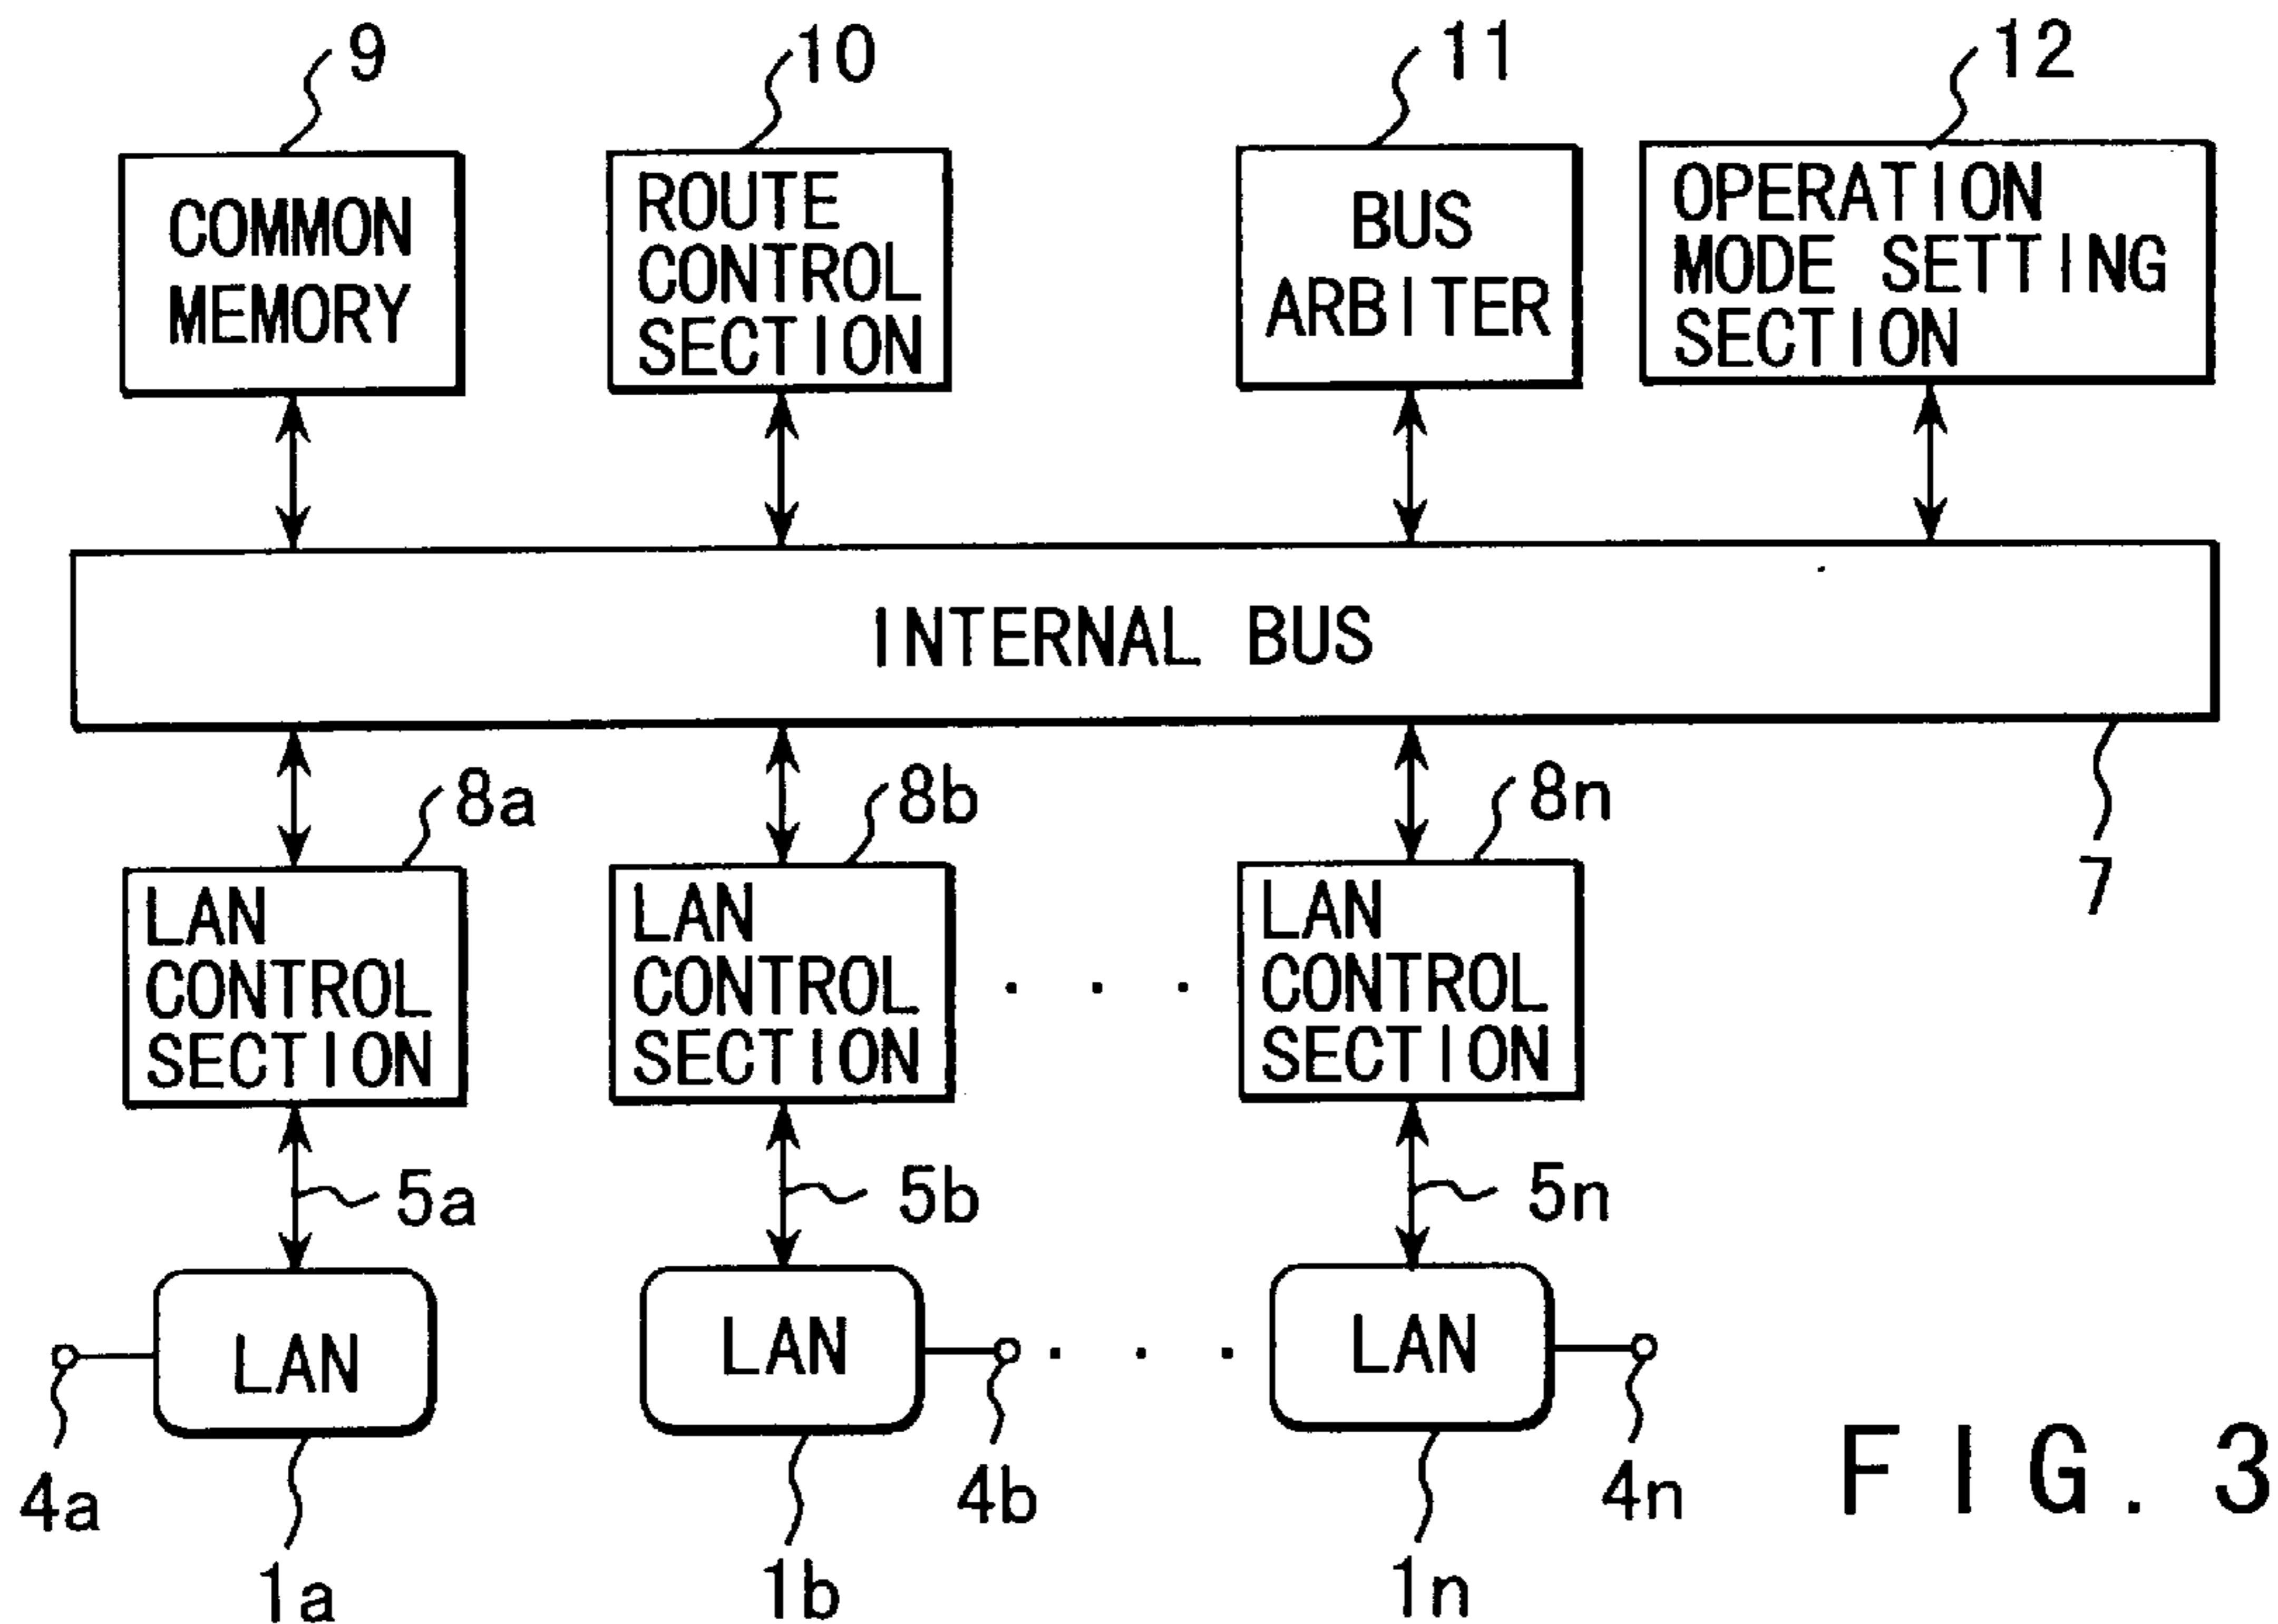 9
10
11
12
COMMON
MEMORY
ROUTE
CONTROL
SECTION
BUS
ARBITER
OPERATION
MODE SETTING
SECTION
INTERNAL BUS
7
8a
8b
8n
LAN
CONTROL
SECTION
LAN
CONTROL
SECTION
. . .
LAN
CONTROL
SECTION
5a
5b
5n
LAN
LAN
. . .
LAN
4a
1a
1b
4b
1n
4n
FIG. 3